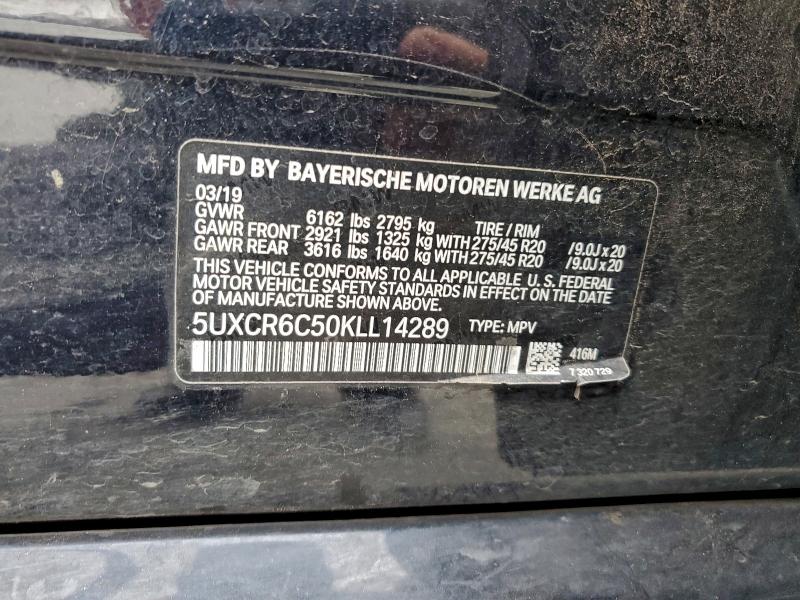 MFD BY BAYERISCHE MOTOREN WERKE AG
03/19
GVWR 6162 lbs 2795 kg TIRE / RIM
GAWR FRONT 2921 lbs 1325 kg WITH 275/45 R20 /9.0J x 20
GAWR REAR 3616 lbs 1640 kg WITH 275/45 R20 /9.0J x 20
THIS VEHICLE CONFORMS TO ALL APPLICABLE U. S. FEDERAL
MOTOR VEHICLE SAFETY STANDARDS IN EFFECT ON THE DATE
OF MANUFACTURE SHOWN ABOVE.
5UXCR6C50KLL14289 TYPE: MPV
416M
7 320 729